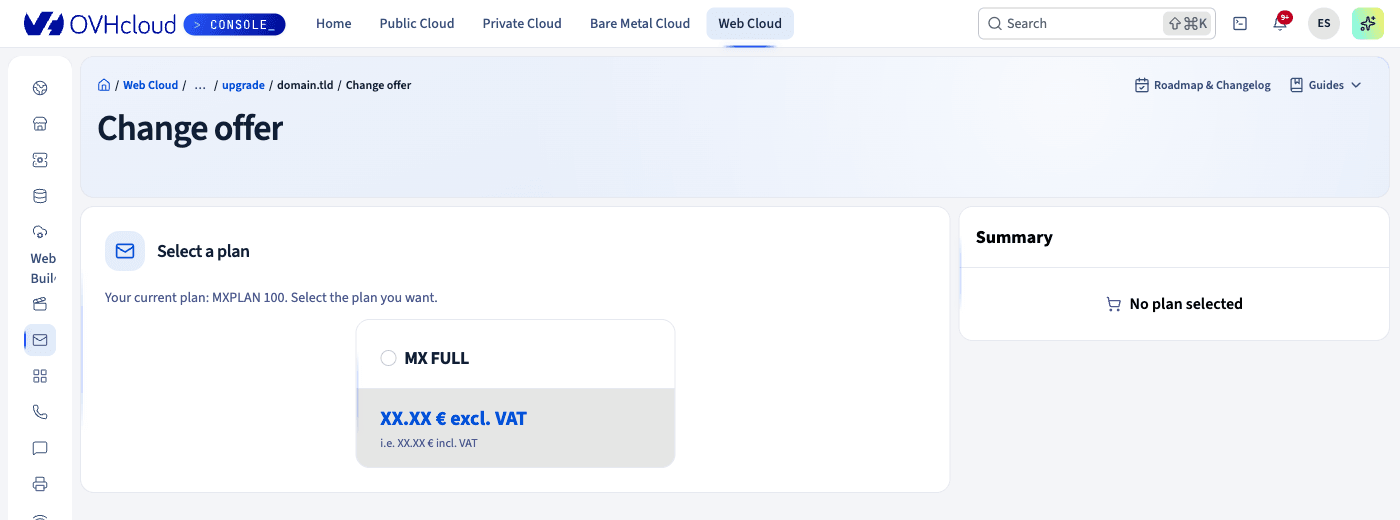 OVHcloud > CONSOLE_ Home Public Cloud Private Cloud Bare Metal Cloud Web Cloud Search ⇧⌘K 9+ ES
/ Web Cloud / ... / upgrade / domain.tld / Change offer
Roadmap & Changelog Guides
Change offer
Web
Buil
Select a plan
Your current plan: MXPLAN 100. Select the plan you want.
MX FULL
XX.XX € excl. VAT
i.e. XX.XX € incl. VAT
Summary
No plan selected